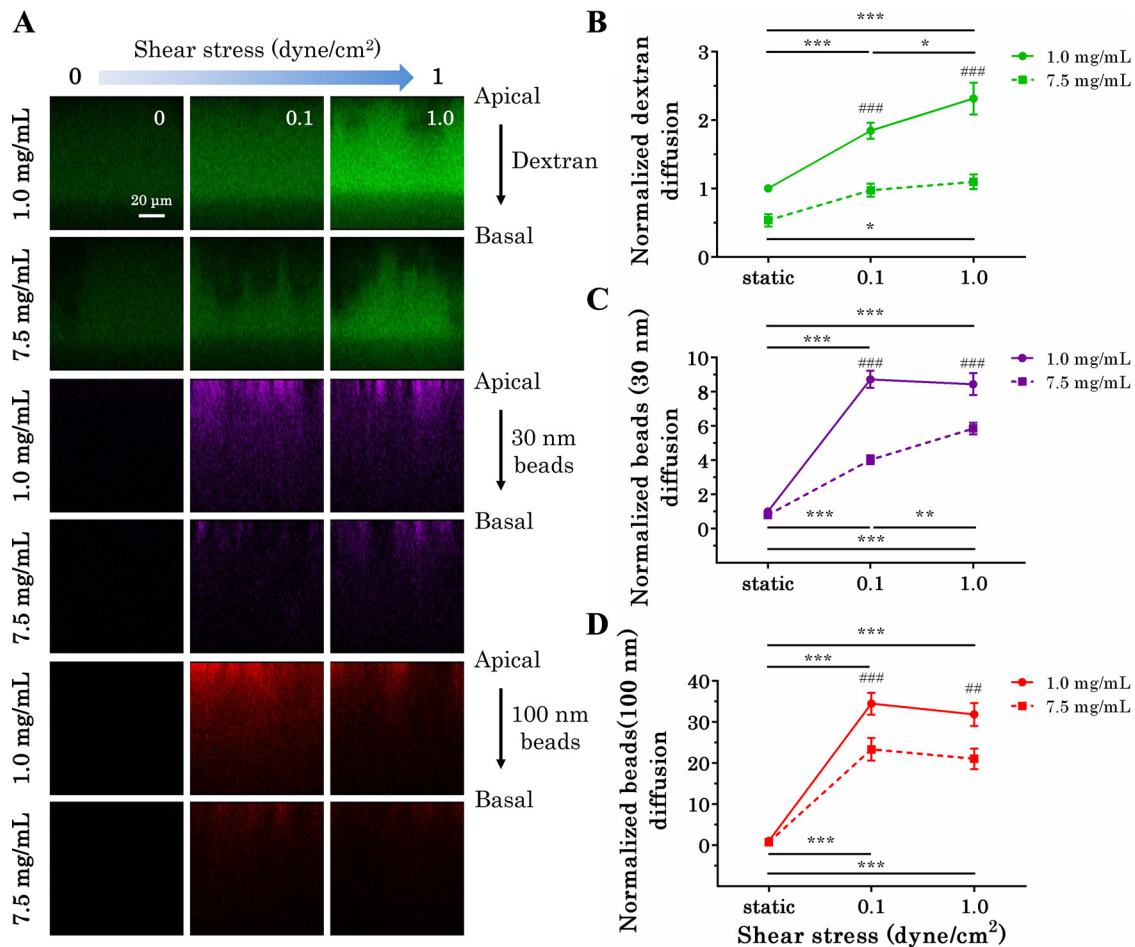 A
Shear stress (dyne/cm²)
0
1
1.0 mg/mL
0
0.1
1.0
20 µm
Apical
Dextran
Basal
7.5 mg/mL
1.0 mg/mL
Apical
30 nm
beads
Basal
7.5 mg/mL
1.0 mg/mL
Apical
100 nm
beads
Basal
7.5 mg/mL
B
***
***
*
Normalized dextran
diffusion
3
2
1
0
###
###
*
static
0.1
1.0
1.0 mg/mL
7.5 mg/mL
C
***
***
Normalized beads (30 nm)
diffusion
10
8
6
4
2
0
###
###
***
**
***
static
0.1
1.0
1.0 mg/mL
7.5 mg/mL
D
***
***
Normalized beads(100 nm)
diffusion
40
30
20
10
0
###
##
***
***
static
0.1
1.0
Shear stress (dyne/cm²)
1.0 mg/mL
7.5 mg/mL